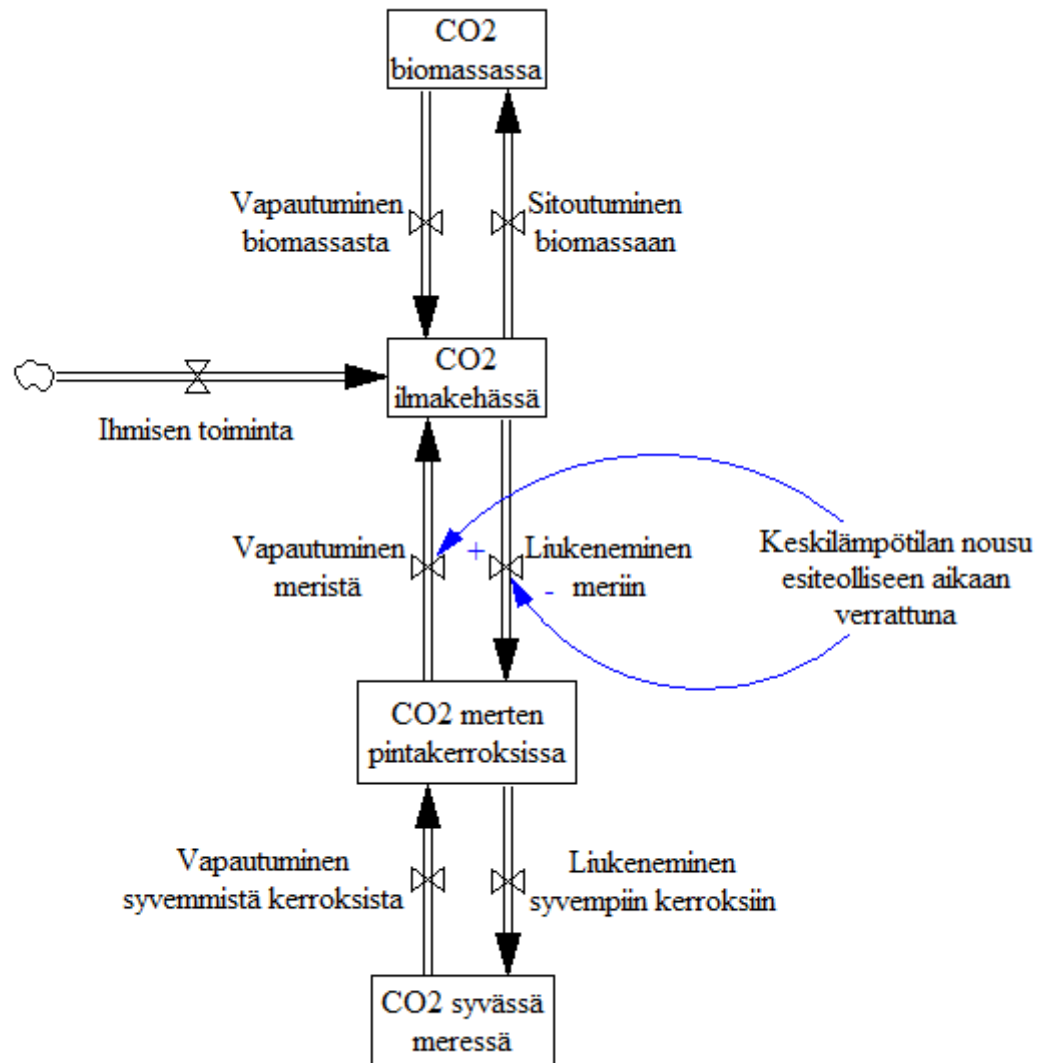 CO2
biomassassa
Vapautuminen
biomassasta
Sitoutuminen
biomassaan
CO2
ilmakehässä
Ihmisen toiminta
Vapautuminen
meristä
+
Liukeneminen
meriin
-
Keskilämpötilan nousu
esiteolliseen aikaan
verrattuna
CO2 merten
pintakerroksissa
Vapautuminen
syvemmistä kerroksista
Liukeneminen
syvempiin kerroksiin
CO2 syvässä
meressä